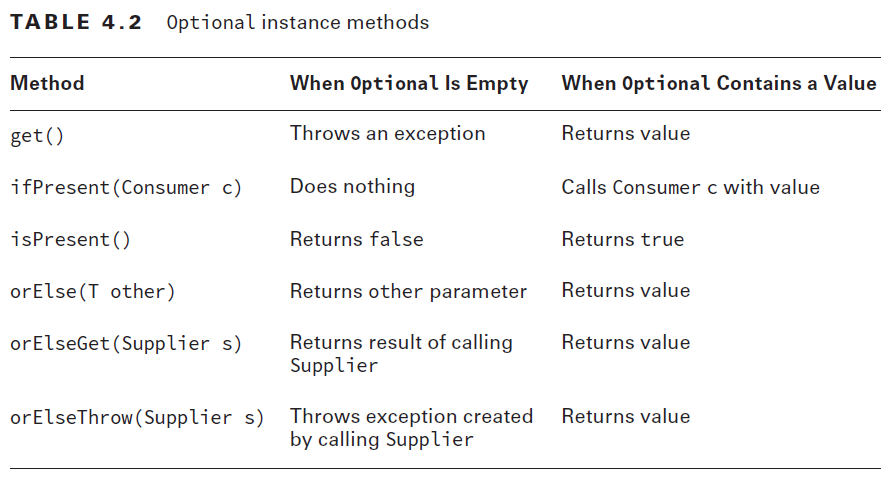 TABLE 4.2 Optional instance methods
Method When Optional Is Empty When Optional Contains a Value
get() Throws an exception Returns value
ifPresent(Consumer c) Does nothing Calls Consumer c with value
isPresent() Returns false Returns true
orElse(T other) Returns other parameter Returns value
orElseGet(Supplier s) Returns result of calling Returns value
Supplier
orElseThrow(Supplier s) Throws exception created Returns value
by calling Supplier